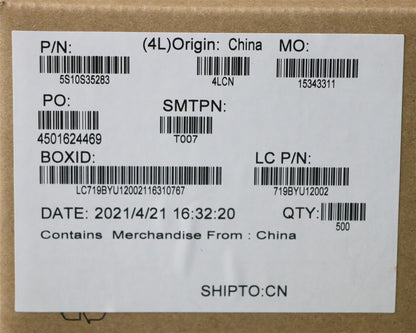 P/N: (4L)Origin: China MO:
5S10S35283 4LCN 15343311
PO: SMTPN:
4501624469 T007
BOXID: LC P/N:
LC719BYU12002116310767 719BYU12002
DATE: 2021/4/21 16:32:20 QTY:
500
Contains Merchandise From : China
SHIPTO:CN